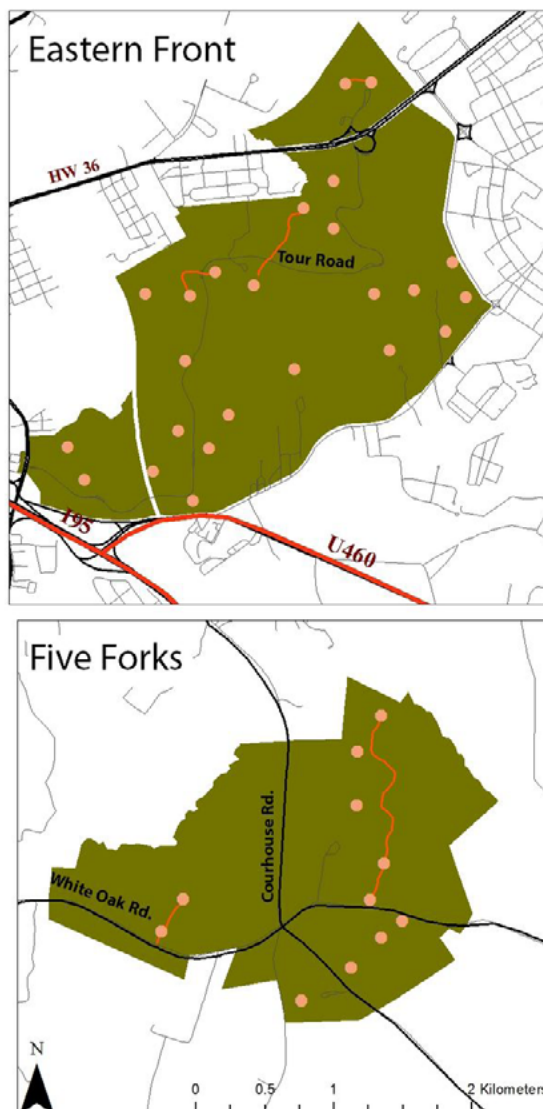 Eastern Front
HW 36
Tour Road
I95
U460
Five Forks
Courhouse Rd.
White Oak Rd.
N
0 0.5 1 2 Kilometers